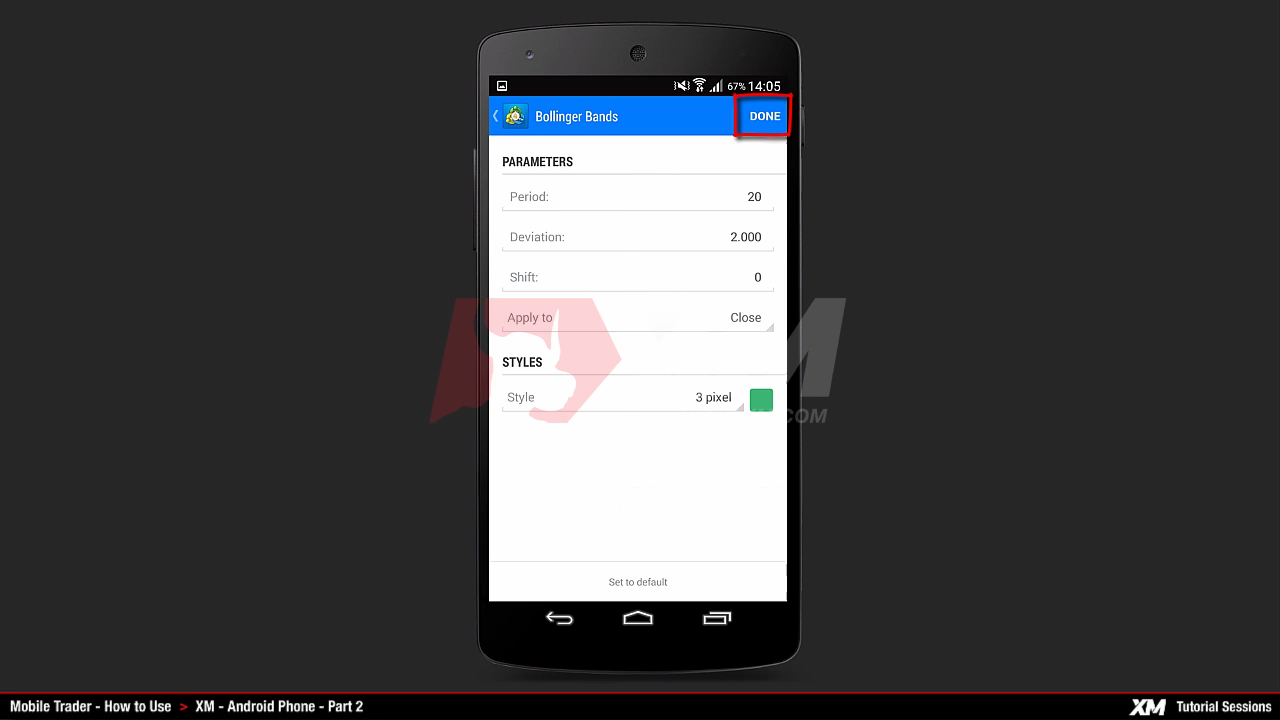 67% 14:05
Bollinger Bands DONE
PARAMETERS
Period: 20
Deviation: 2.000
Shift: 0
Apply to Close
STYLES
Style 3 pixel
M
.COM
Set to default
Mobile Trader - How to Use > XM - Android Phone - Part 2 XM Tutorial Sessions